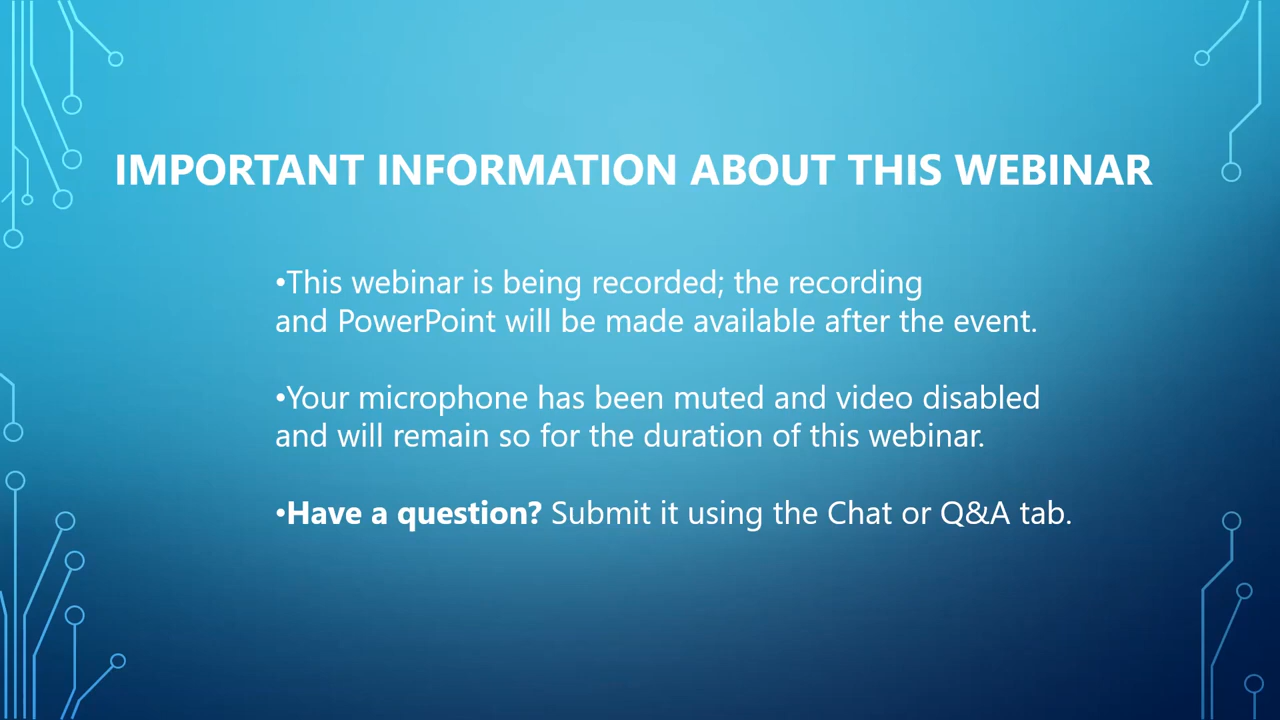 IMPORTANT INFORMATION ABOUT THIS WEBINAR
•This webinar is being recorded; the recording
and PowerPoint will be made available after the event.
•Your microphone has been muted and video disabled
and will remain so for the duration of this webinar.
•Have a question? Submit it using the Chat or Q&A tab.